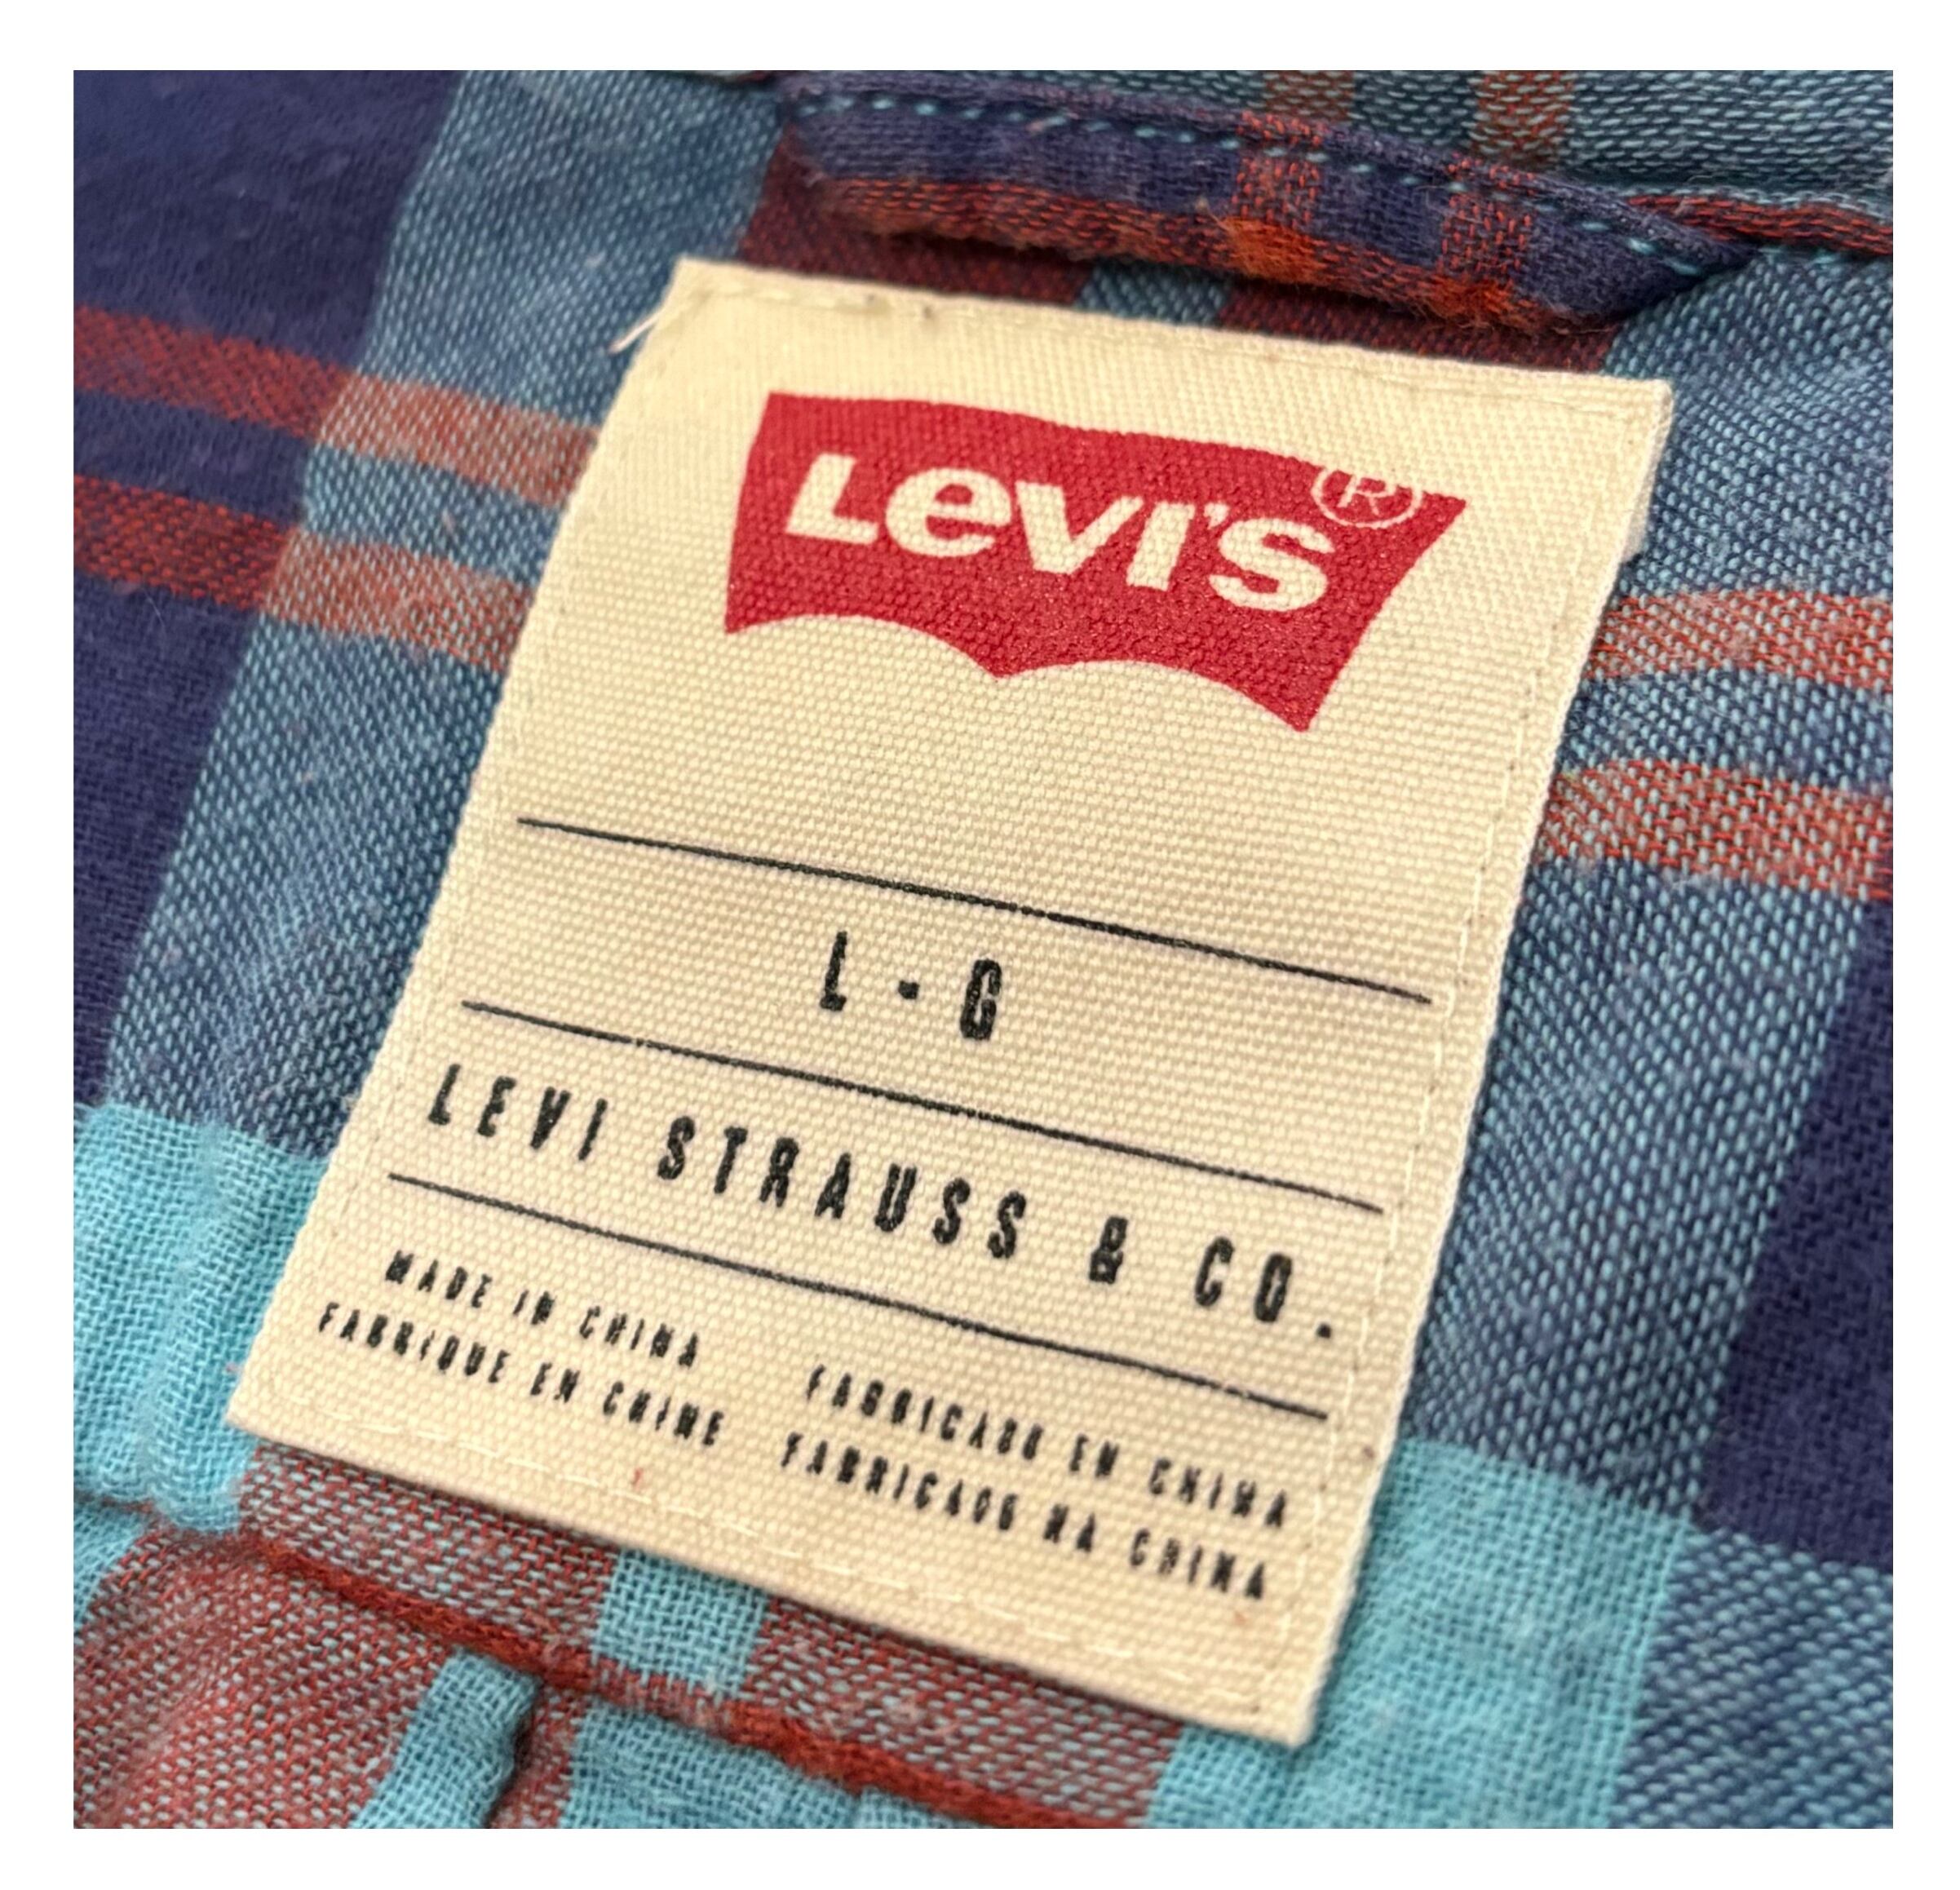 Levi's®
L - G
LEVI STRAUSS & CO.
MADE IN CHINA
FABRIQUE EN CHINE
FABRICADO EN CHINA
FABRICADO NA CHINA